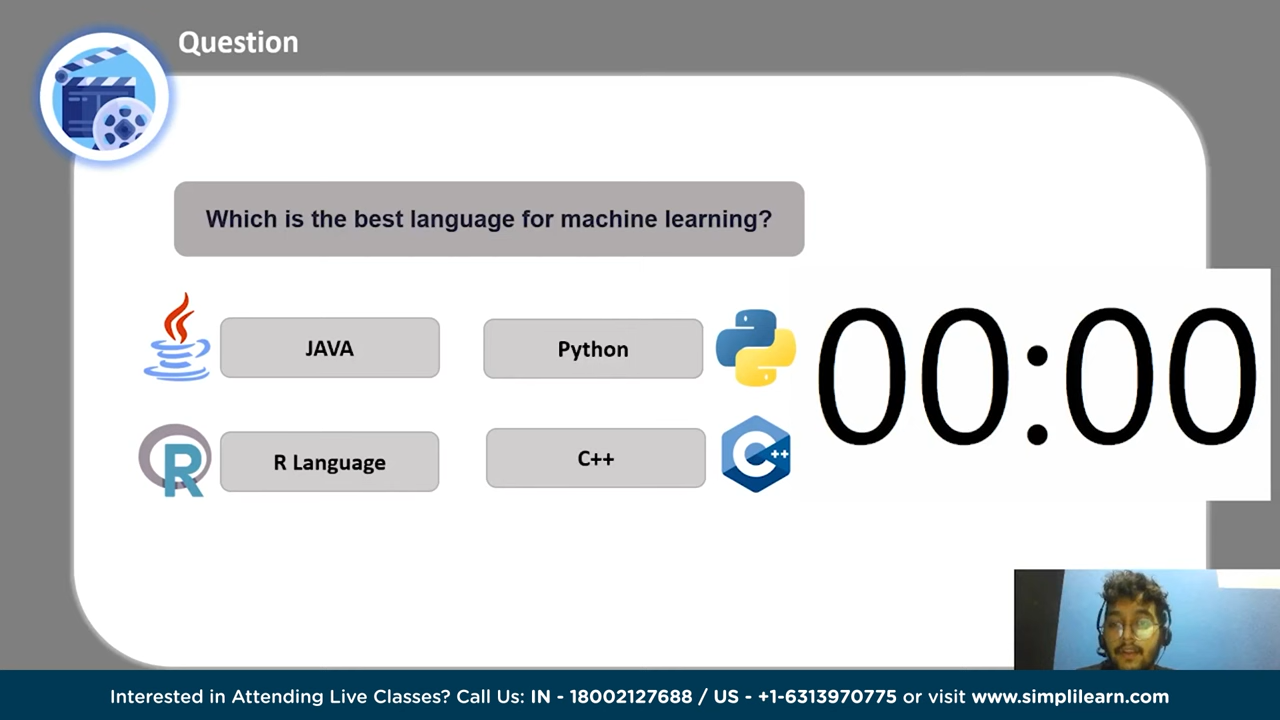 Question
Which is the best language for machine learning?
JAVA
Python
00:00
R Language
C++
R
C++
Interested in Attending Live Classes? Call Us: IN - 18002127688 / US - +1-6313970775 or visit www.simplilearn.com